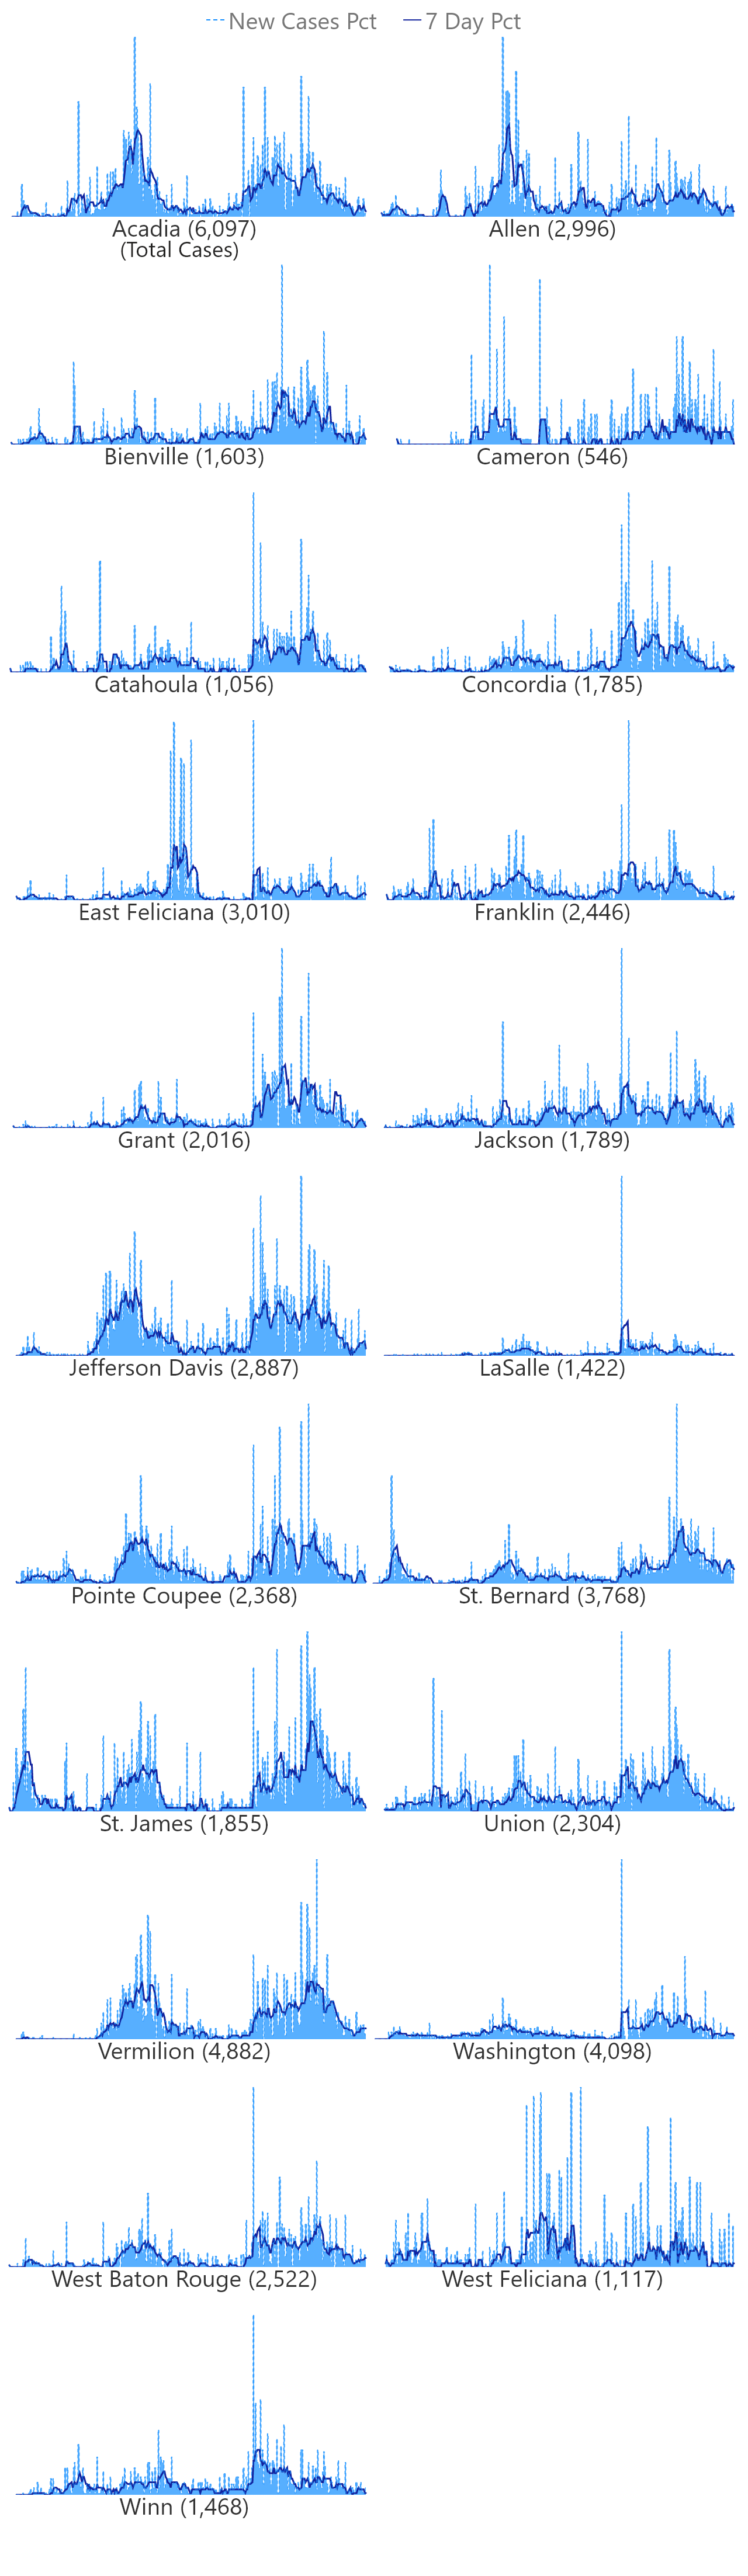 New Cases Pct 7 Day Pct
Acadia (6,097) Allen (2,996)
(Total Cases)
Bienville (1,603) Cameron (546)
Catahoula (1,056) Concordia (1,785)
East Feliciana (3,010) Franklin (2,446)
Grant (2,016) Jackson (1,789)
Jefferson Davis (2,887) LaSalle (1,422)
Pointe Coupee (2,368) St. Bernard (3,768)
St. James (1,855) Union (2,304)
Vermilion (4,882) Washington (4,098)
West Baton Rouge (2,522) West Feliciana (1,117)
Winn (1,468)